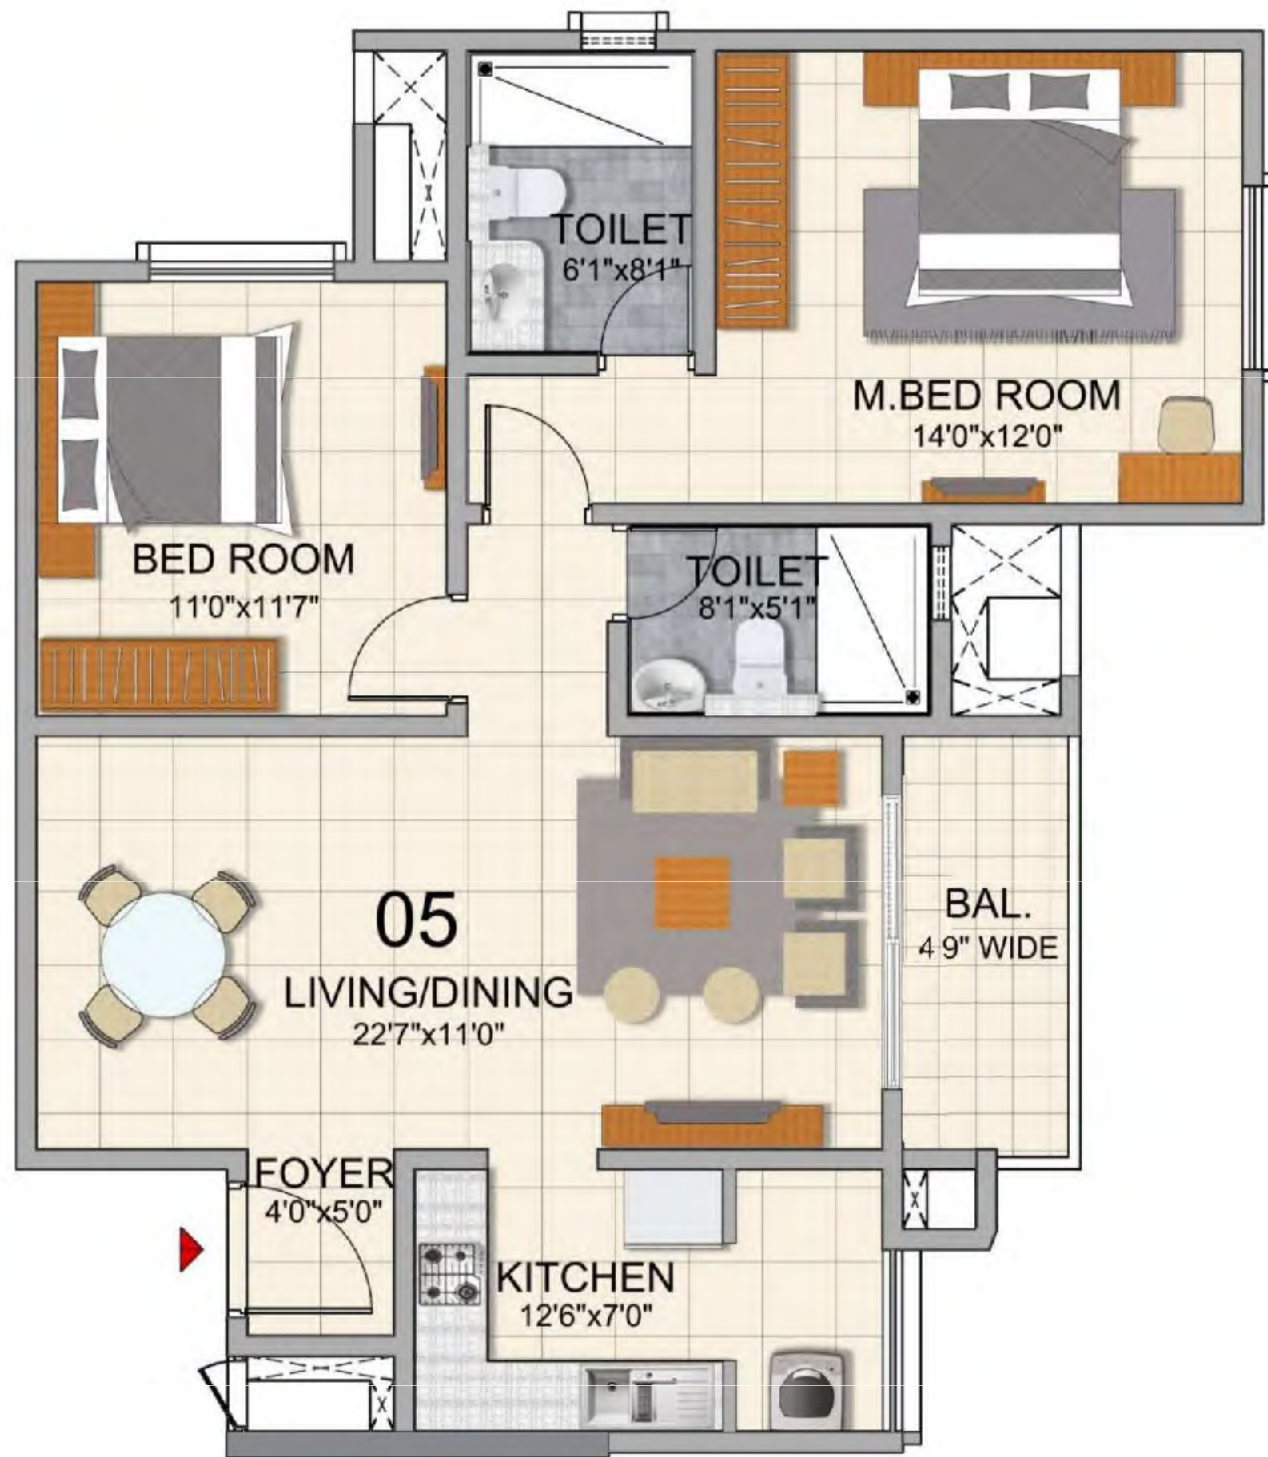 TOILET
6'1"x8'1"
M.BED ROOM
14'0"x12'0"
BED ROOM
11'0"x11'7"
TOILET
8'1"x5'1"
05
LIVING/DINING
22'7"x11'0"
BAL.
4 9" WIDE
FOYER
4'0"x5'0"
KITCHEN
12'6"x7'0"